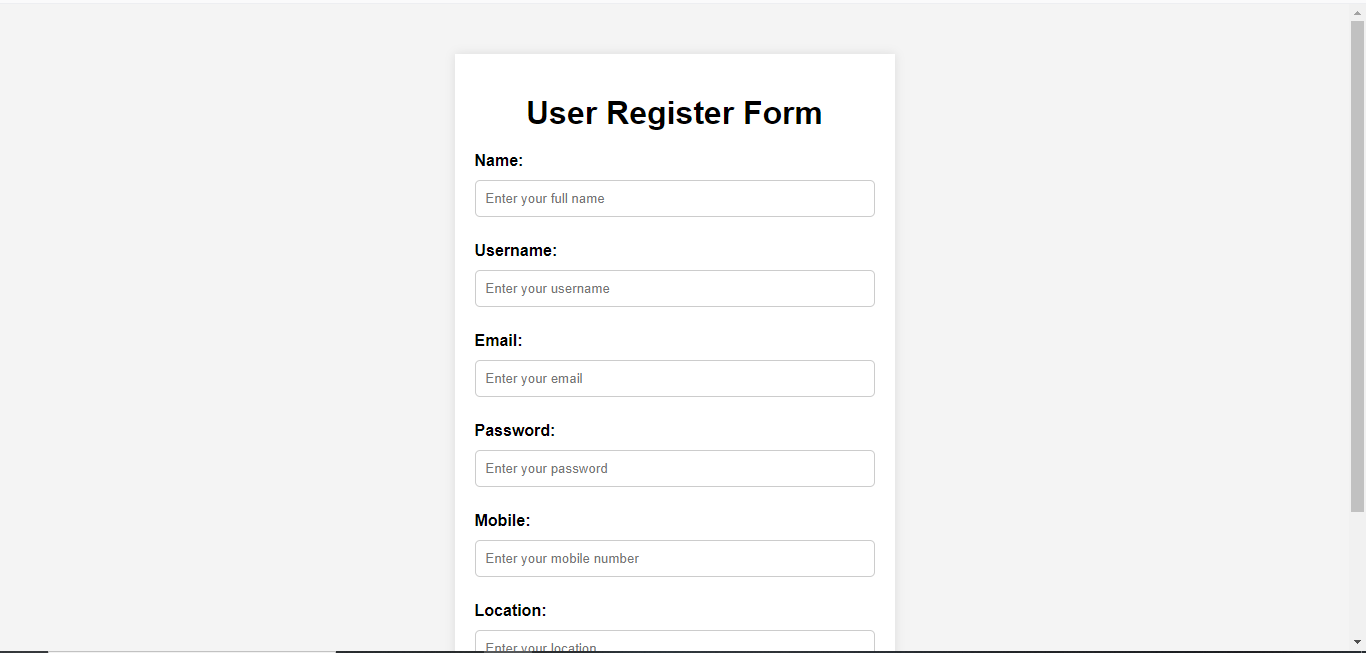 User Register Form
Name:
Enter your full name
Username:
Enter your username
Email:
Enter your email
Password:
Enter your password
Mobile:
Enter your mobile number
Location:
Enter your location